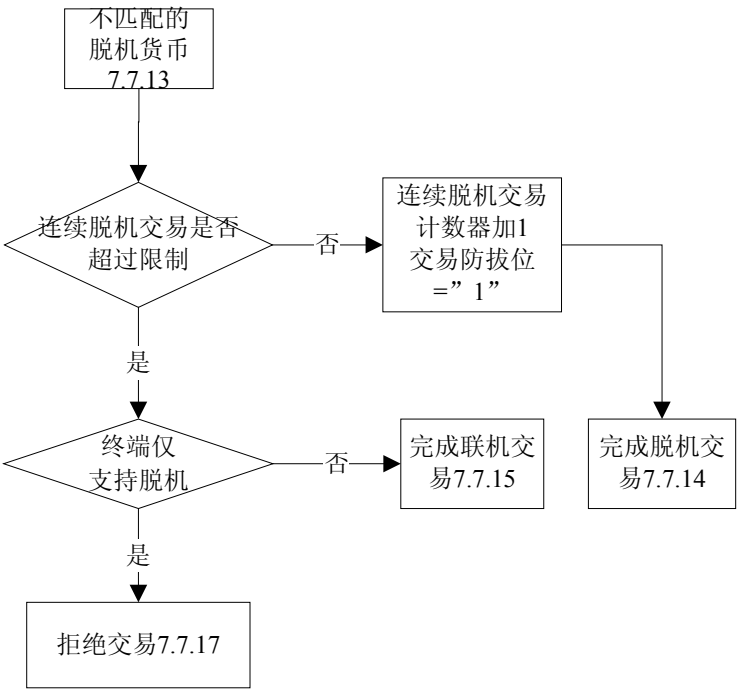 不匹配的
脱机货币
7.7.13
连续脱机交易是否
超过限制
否
连续脱机交易
计数器加1
交易防拔位
=”1”
是
终端仅
支持脱机
否
完成联机交
易7.7.15
完成脱机交
易7.7.14
是
拒绝交易7.7.17